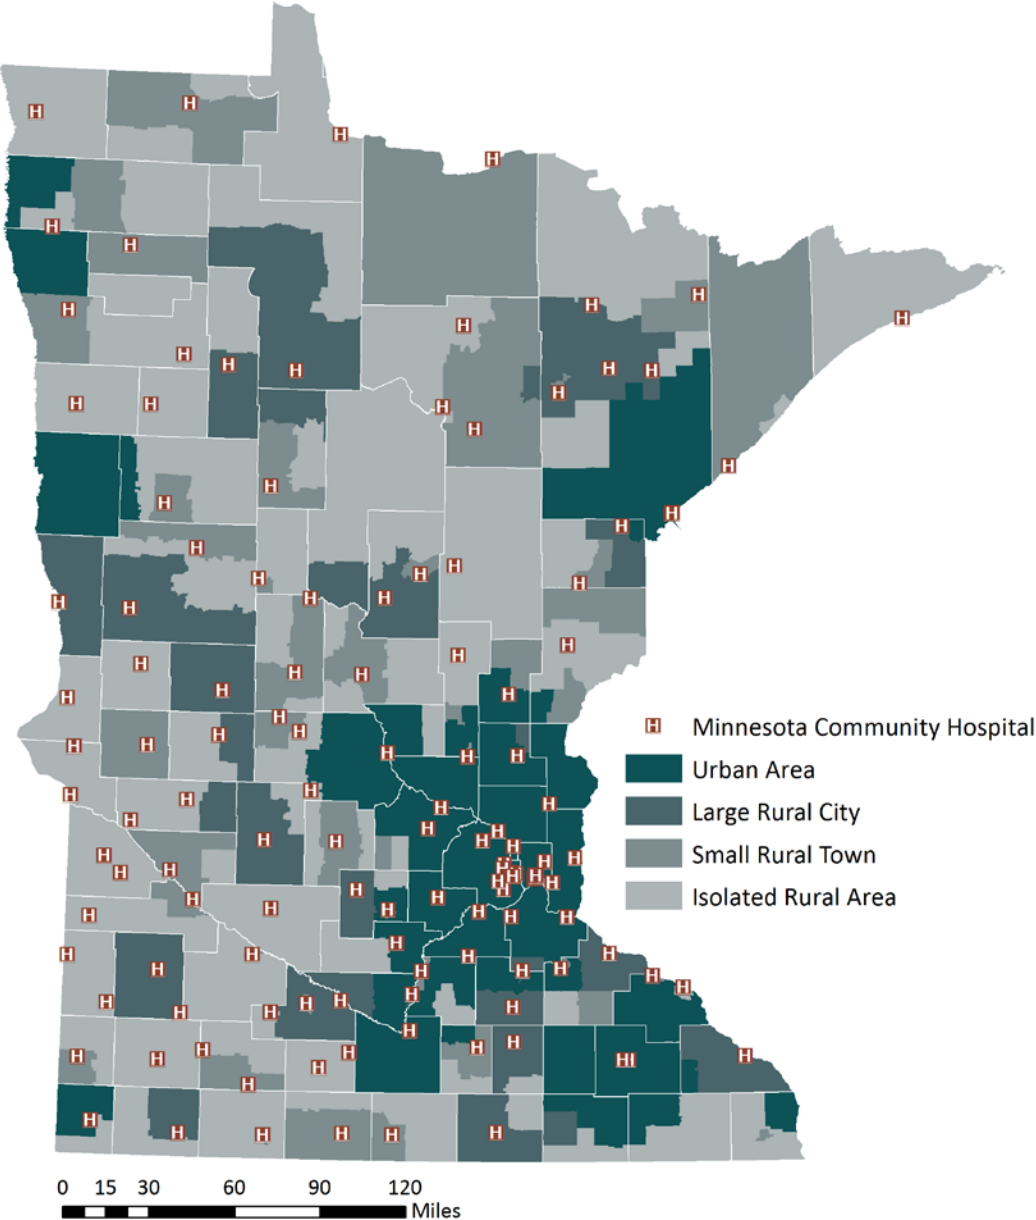 H Minnesota Community Hospital
Urban Area
Large Rural City
Small Rural Town
Isolated Rural Area
0 15 30 60 90 120
Miles